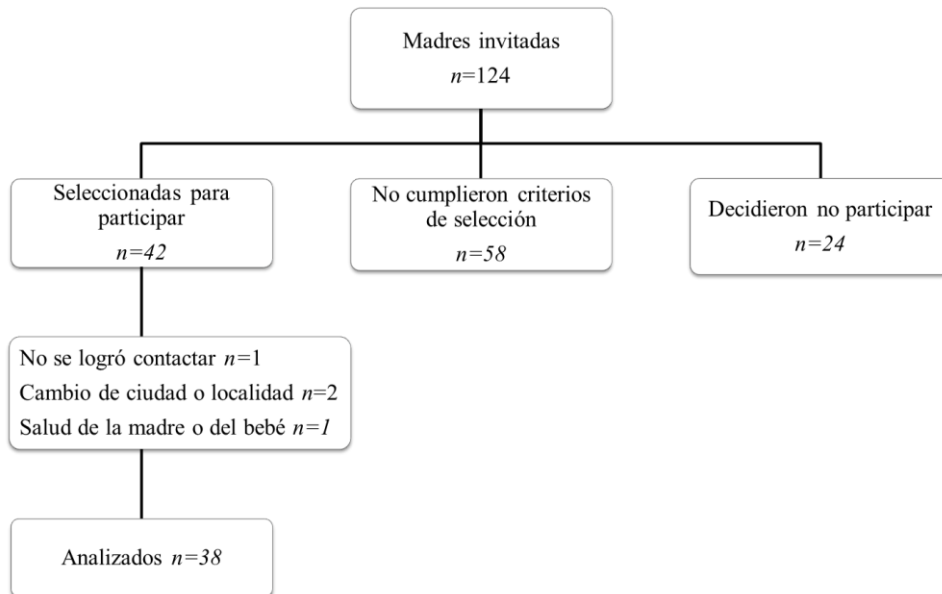 Madres invitadas
n=124
Seleccionadas para
participar
n=42
No cumplieron criterios
de selección
n=58
Decidieron no participar
n=24
No se logró contactar n=1
Cambio de ciudad o localidad n=2
Salud de la madre o del bebé n=1
Analizados n=38